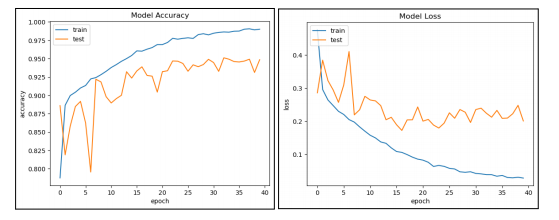 Model Accuracy
1.000
0.975
0.950
0.925
0.900
0.875
0.850
0.825
0.800
accuracy
train
test
0 5 10 15 20 25 30 35 40
epoch
Model Loss
0.4
0.3
0.2
0.1
loss
train
test
0 5 10 15 20 25 30 35 40
epoch